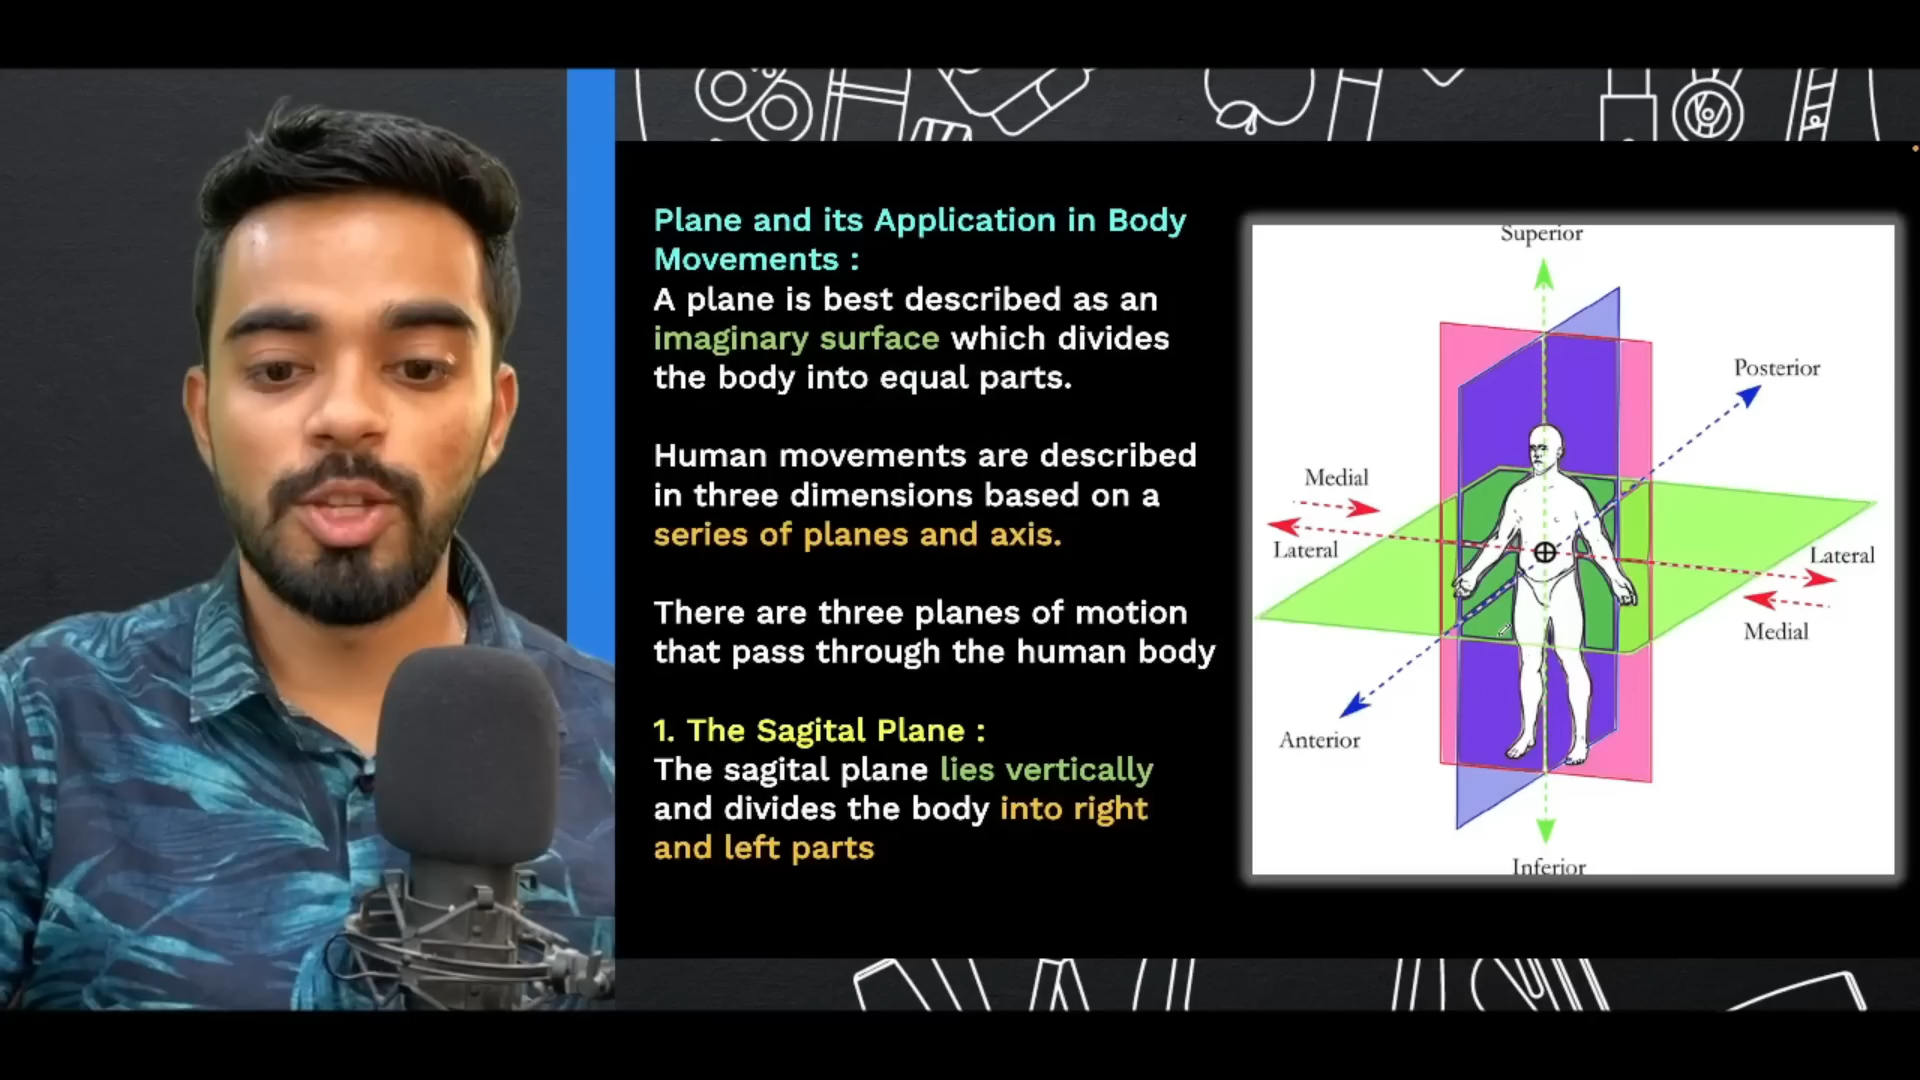 Plane and its Application in Body
Movements :
A plane is best described as an
imaginary surface which divides
the body into equal parts.
Human movements are described
in three dimensions based on a
series of planes and axis.
There are three planes of motion
that pass through the human body
1. The Sagital Plane :
The sagital plane lies vertically
and divides the body into right
and left parts
Superior
Posterior
Medial
Lateral
Lateral
Medial
Anterior
Inferior